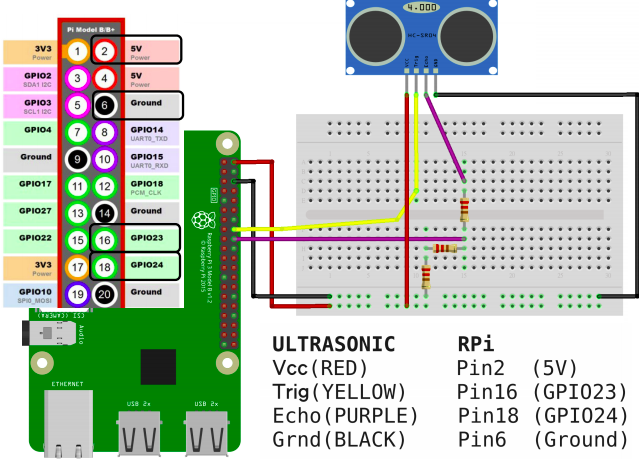 Pi Model B/B+
3V3 Power 1 2 5V Power
GPIO2 SDA1 I2C 3 4 5V Power
GPIO3 SCL1 I2C 5 6 Ground
GPIO4 7 8 GPIO14 UART0_TXD
Ground 9 10 GPIO15 UART0_RXD
GPIO17 11 12 GPIO18 PCM_CLK
GPIO27 13 14 Ground
GPIO22 15 16 GPIO23
3V3 Power 17 18 GPIO24
GPIO10 SPI0_MOSI 19 20 Ground
4.000
HC-SR04
Vcc
Trig
Echo
GPIO
Raspberry Pi 3 Model B v1.2
© Raspberry Pi 2015
CSI (CAMERA)
Audio
ETHERNET
USB 2x
USB 2x
ULTRASONIC RPi
Vcc(RED) Pin2 (5V)
Trig(YELLOW) Pin16 (GPIO23)
Echo(PURPLE) Pin18 (GPIO24)
Grnd(BLACK) Pin6 (Ground)